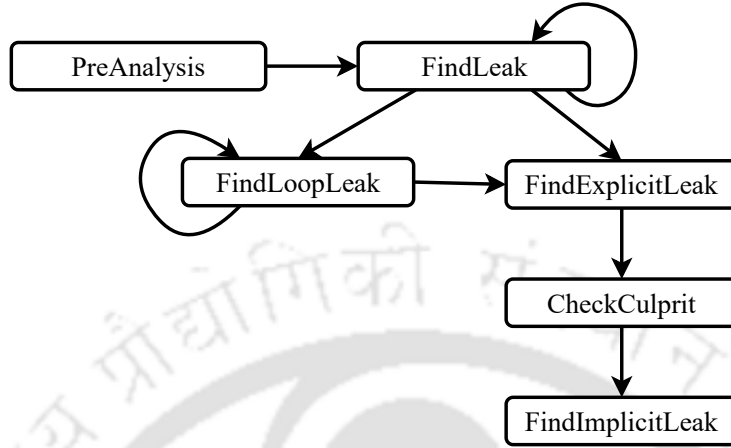 PreAnalysis
FindLeak
FindLoopLeak
FindExplicitLeak
CheckCulprit
FindImplicitLeak
प्रौद्योगिकी